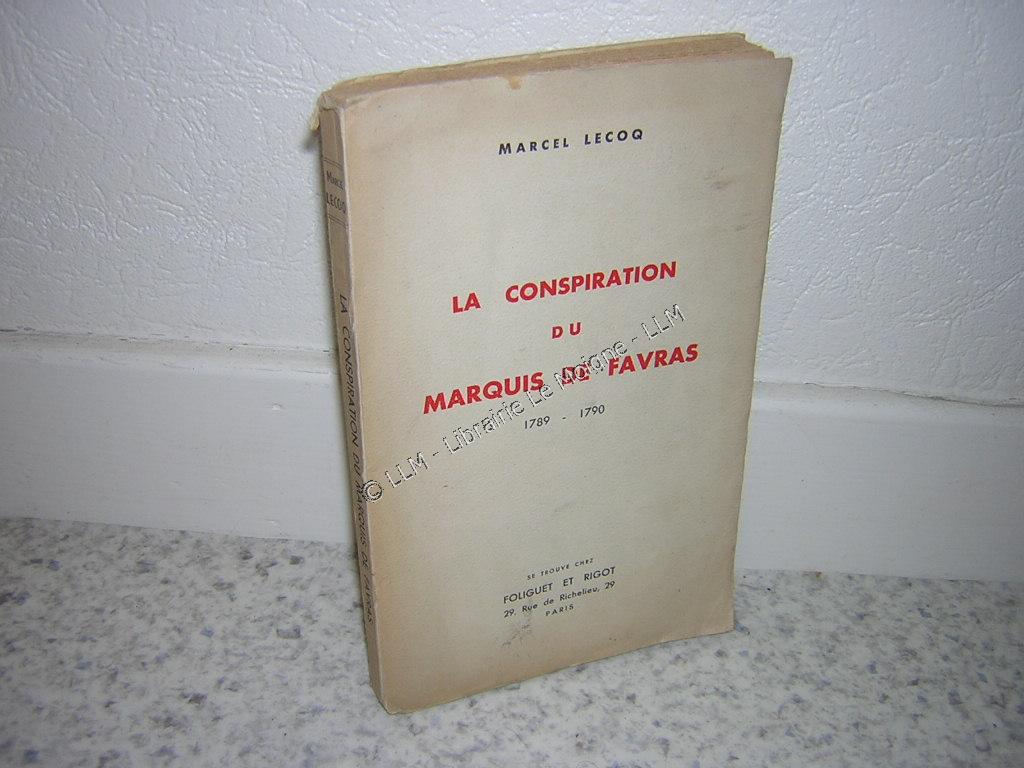 MARCEL LECOQ
LA CONSPIRATION
DU
MARQUIS DE FAVRAS
1789 - 1790
SE TROUVE CHEZ
FOLIGUET ET RIGOT
29, Rue de Richelieu, 29
PARIS
MARCEL
LECOQ
LA CONSPIRATION DU MARQUIS DE FAVRAS
© LLM - Librairie Le Moigne - LLM